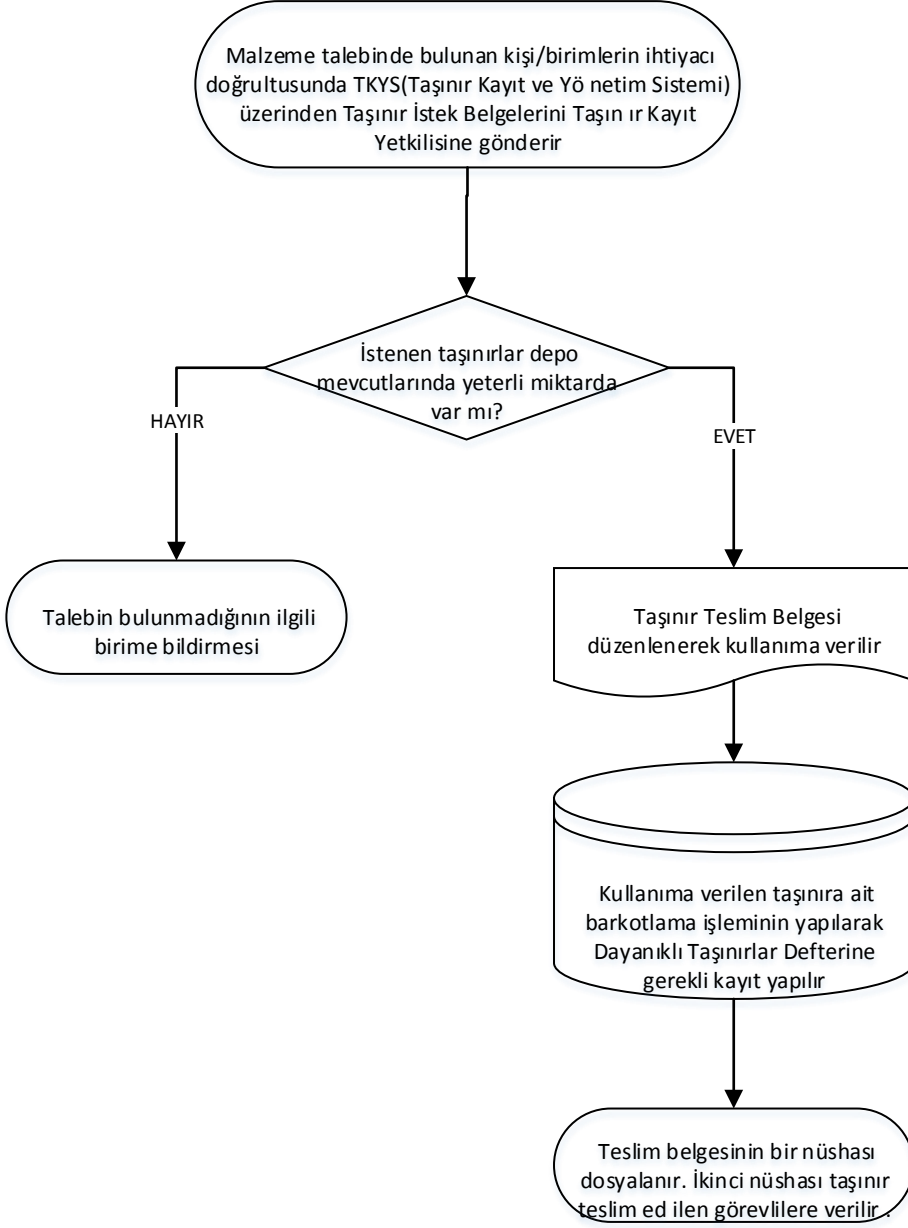 Malzeme talebinde bulunan kişi/birimlerin ihtiyacı
doğrultusunda TKYS(Taşınır Kayıt ve Yö netim Sistemi)
üzerinden Taşınır İstek Belgelerini Taşın ır Kayıt
Yetkilisine gönderir
İstenen taşınırlar depo
mevcutlarında yeterli miktarda
var mı?
HAYIR
EVET
Talebin bulunmadığının ilgili
birime bildirmesi
Taşınır Teslim Belgesi
düzenlenerek kullanıma verilir
Kullanıma verilen taşınıra ait
barkotlama işleminin yapılarak
Dayanıklı Taşınırlar Defterine
gerekli kayıt yapılır
Teslim belgesinin bir nüshası
dosyalanır. İkinci nüshası taşınır
teslim ed ilen görevlilere verilir .